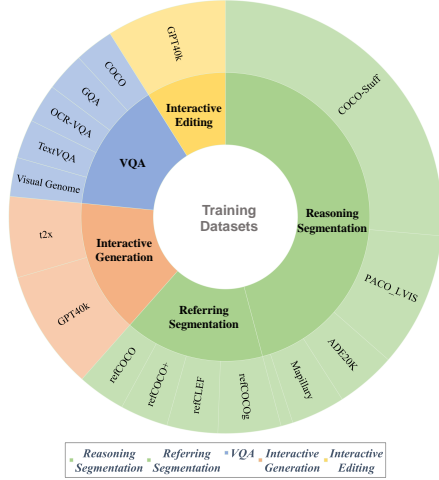 GPT40k
COCO
GQA
OCR-VQA
TextVQA
Visual Genome
t2x
GPT40k
refCOCO
refCOCO+
refCLEF
refCOCOg
Mapillary
ADE20K
PACO_LVIS
COCO-Stuff
Interactive
Editing
VQA
Interactive
Generation
Referring
Segmentation
Reasoning
Segmentation
Training
Datasets
Reasoning Segmentation
Referring Segmentation
VQA
Interactive Generation
Interactive Editing